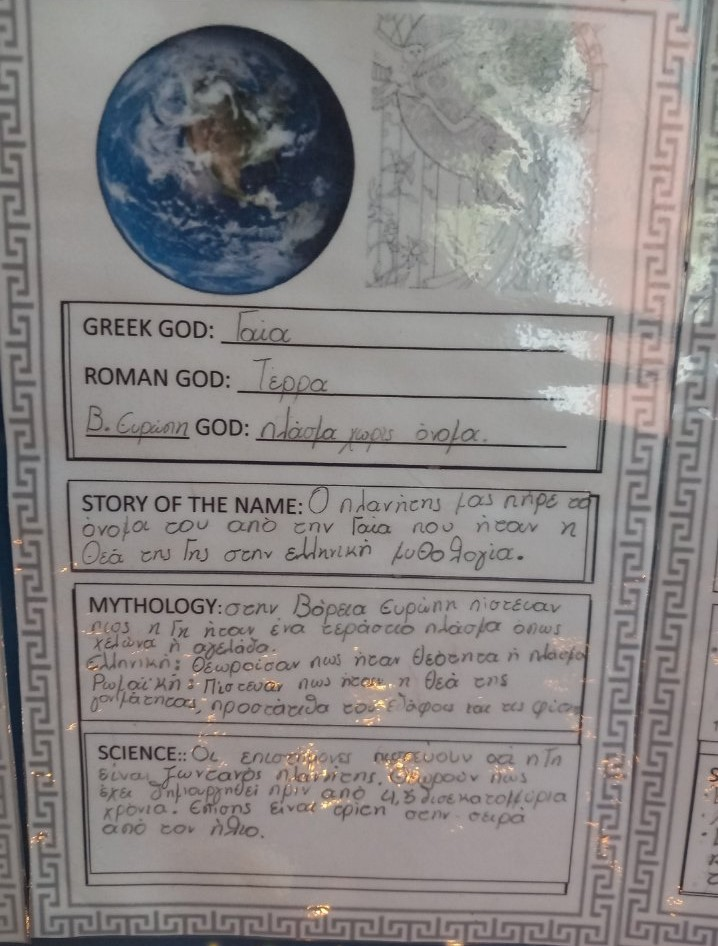 GREEK GOD: Γαία
ROMAN GOD: Τέρρα
Β. Ευρώπη GOD: πλάσμα χωρίς όνομα.
STORY OF THE NAME: Ο πλανήτης μας πήρε το
όνομα του από την Γαία που ήταν η
Θεά της Γης στην ελληνική μυθολογία.
MYTHOLOGY: στην Βόρεια Ευρώπη πίστευαν
πως η Γη ήταν ένα τεράστιο πλάσμα όπως
χελώνα ή αγελάδα.
Ελληνική: Θεωρούσαν πως ήταν θεότητα ή πλάσμα
Ρωμαϊκή: Πίστευαν πως ήταν η θεά της
γονιμότητας, προστάτιδα του εδάφους και της φύσης
SCIENCE:: Οι επιστήμονες πιστεύουν ότι η Γη
είναι ζωντανός πλανήτης. Θεωρούν πως
έχει δημιουργηθεί πριν από 4,5 δισεκατομμύρια
χρόνια. Επίσης είναι τρίτη στην σειρά
από τον ήλιο.